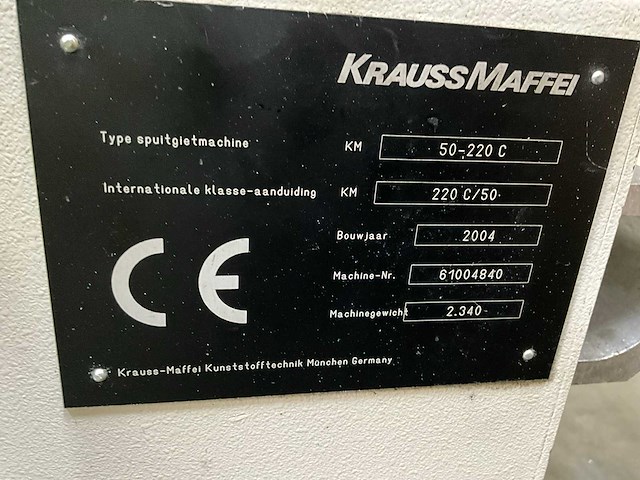 KRAUSSMAFFEI
Type spuitgietmachine KM 50-220 C
Internationale klasse-aanduiding KM 220 C/50
Bouwjaar 2004
Machine-Nr. 61004840
Machinegewicht 2.340
CE
Krauss-Maffei Kunststofftechnik München Germany